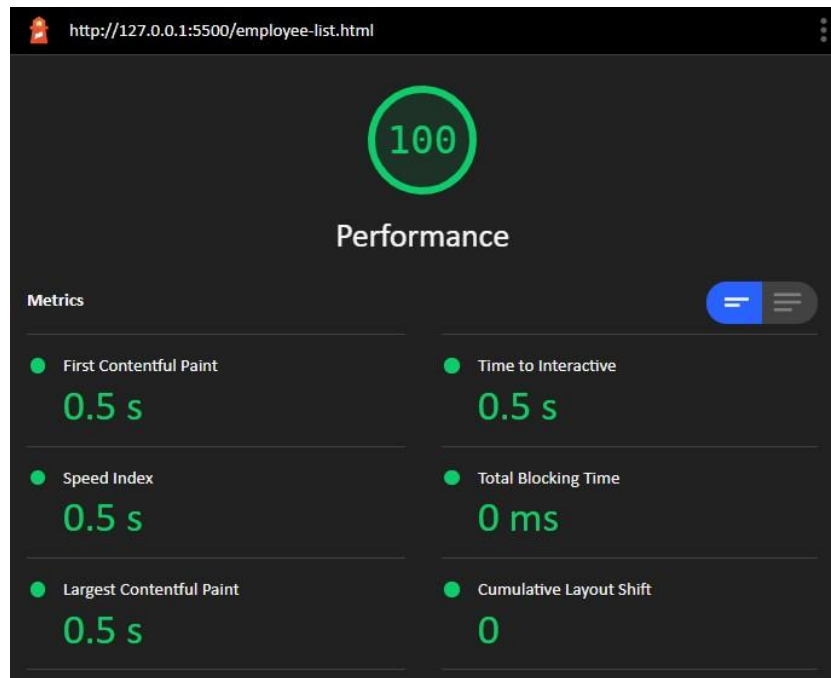 http://127.0.0.1:5500/employee-list.html
100
Performance
Metrics
First Contentful Paint
0.5 s
Time to Interactive
0.5 s
Speed Index
0.5 s
Total Blocking Time
0 ms
Largest Contentful Paint
0.5 s
Cumulative Layout Shift
0